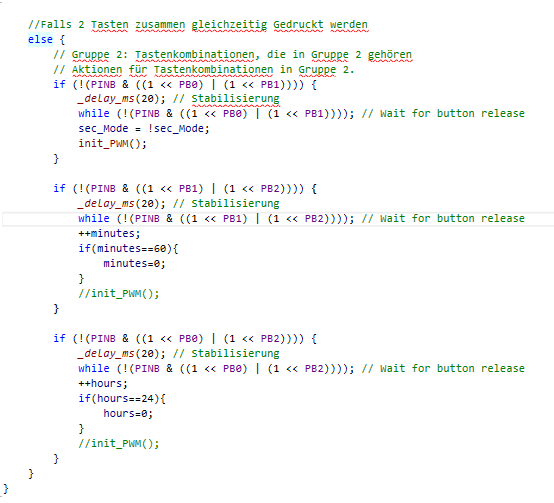 //Falls 2 Tasten zusammen gleichzeitig Gedruckt werden
else {
// Gruppe 2: Tastenkombinationen, die in Gruppe 2 gehören
// Aktionen für Tastenkombinationen in Gruppe 2.
if (!(PINB & ((1 << PB0) | (1 << PB1)))) {
_delay_ms(20); // Stabilisierung
while (!(PINB & ((1 << PB0) | (1 << PB1)))); // Wait for button release
sec_Mode = !sec_Mode;
init_PWM();
}
if (!(PINB & ((1 << PB1) | (1 << PB2)))) {
_delay_ms(20); // Stabilisierung
while (!(PINB & ((1 << PB1) | (1 << PB2)))); // Wait for button release
++minutes;
if(minutes==60){
minutes=0;
}
//init_PWM();
}
if (!(PINB & ((1 << PB0) | (1 << PB2)))) {
_delay_ms(20); // Stabilisierung
while (!(PINB & ((1 << PB0) | (1 << PB2)))); // Wait for button release
++hours;
if(hours==24){
hours=0;
}
//init_PWM();
}
}
}